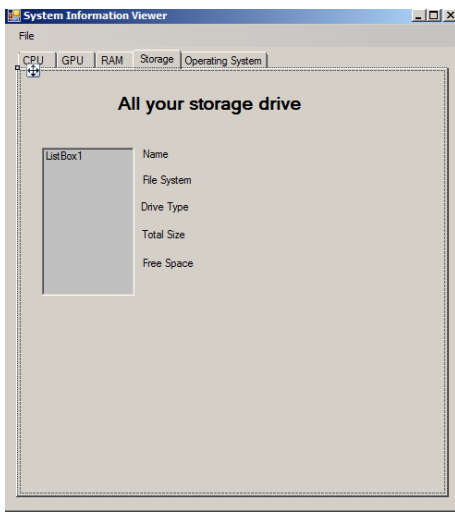 System Information Viewer
File
CPU GPU RAM Storage Operating System
All your storage drive
ListBox1
Name
File System
Drive Type
Total Size
Free Space